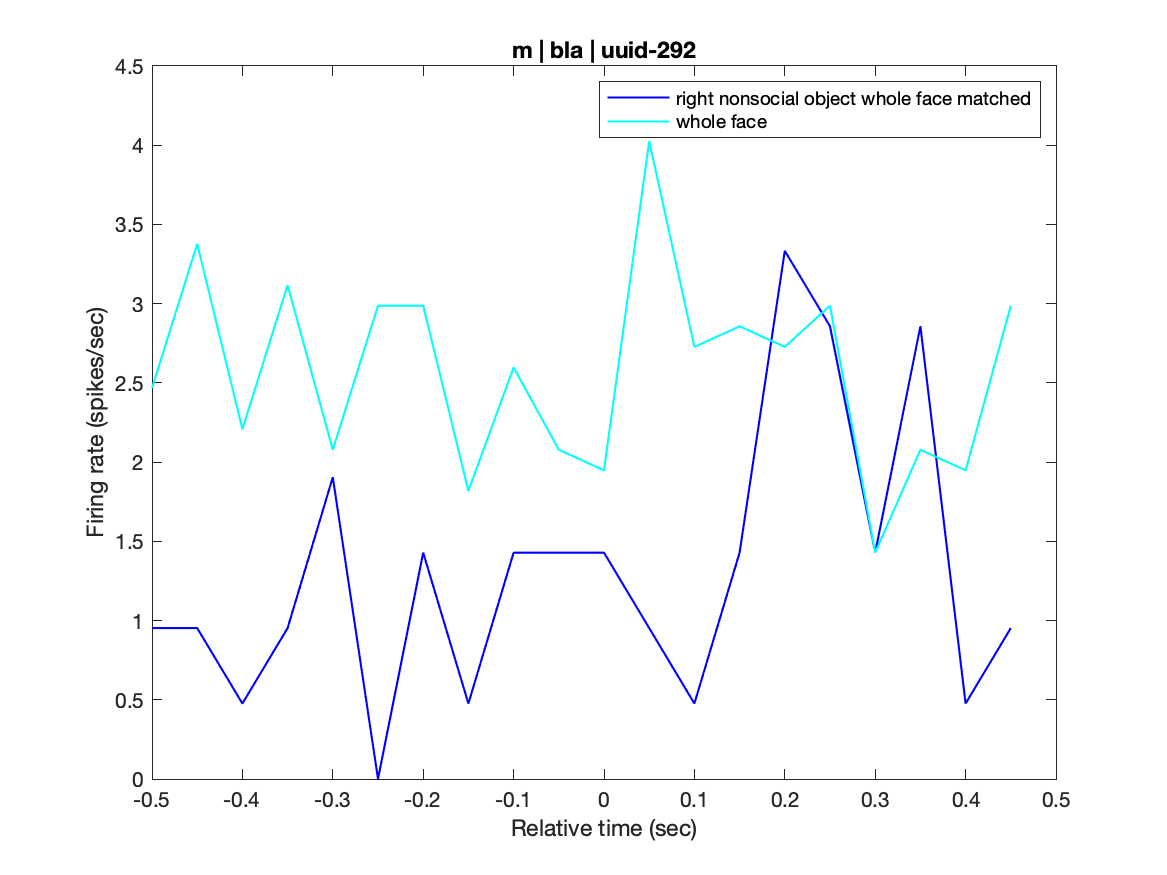 m | bla | uuid-292
right nonsocial object whole face matched
whole face
Firing rate (spikes/sec)
4.5
4
3.5
3
2.5
2
1.5
1
0.5
0
-0.5 -0.4 -0.3 -0.2 -0.1 0 0.1 0.2 0.3 0.4 0.5
Relative time (sec)